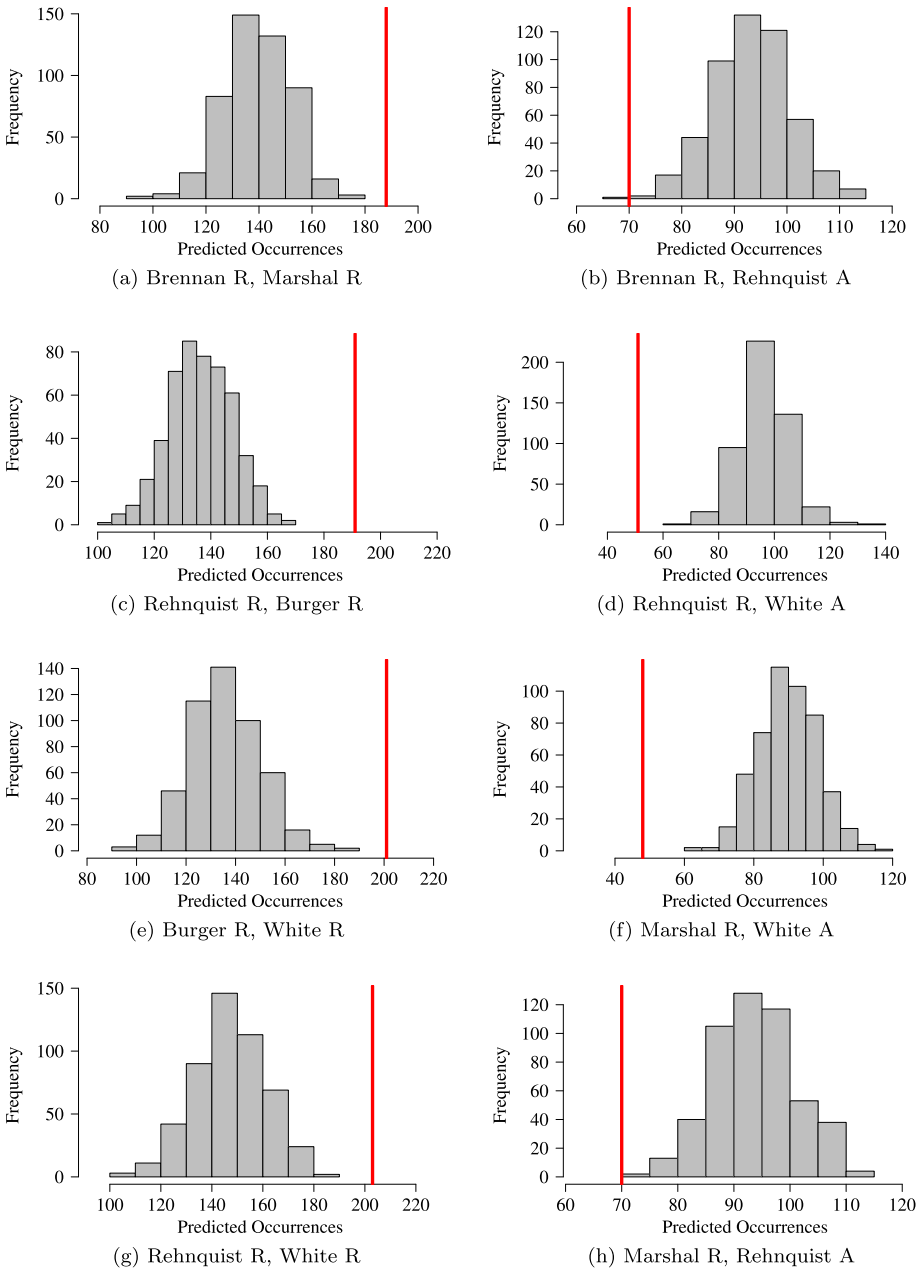 150
100
50
0
Frequency
80 100 120 140 160 180 200
Predicted Occurrences
(a) Brennan R, Marshal R
120
100
80
60
40
20
0
Frequency
60 70 80 90 100 110 120
Predicted Occurrences
(b) Brennan R, Rehnquist A
80
60
40
20
0
Frequency
100 120 140 160 180 200 220
Predicted Occurrences
(c) Rehnquist R, Burger R
200
150
100
50
0
Frequency
40 60 80 100 120 140
Predicted Occurrences
(d) Rehnquist R, White A
140
120
100
80
60
40
20
0
Frequency
80 100 120 140 160 180 200 220
Predicted Occurrences
(e) Burger R, White R
100
80
60
40
20
0
Frequency
40 60 80 100 120
Predicted Occurrences
(f) Marshal R, White A
150
100
50
0
Frequency
100 120 140 160 180 200 220
Predicted Occurrences
(g) Rehnquist R, White R
120
100
80
60
40
20
0
Frequency
60 70 80 90 100 110 120
Predicted Occurrences
(h) Marshal R, Rehnquist A